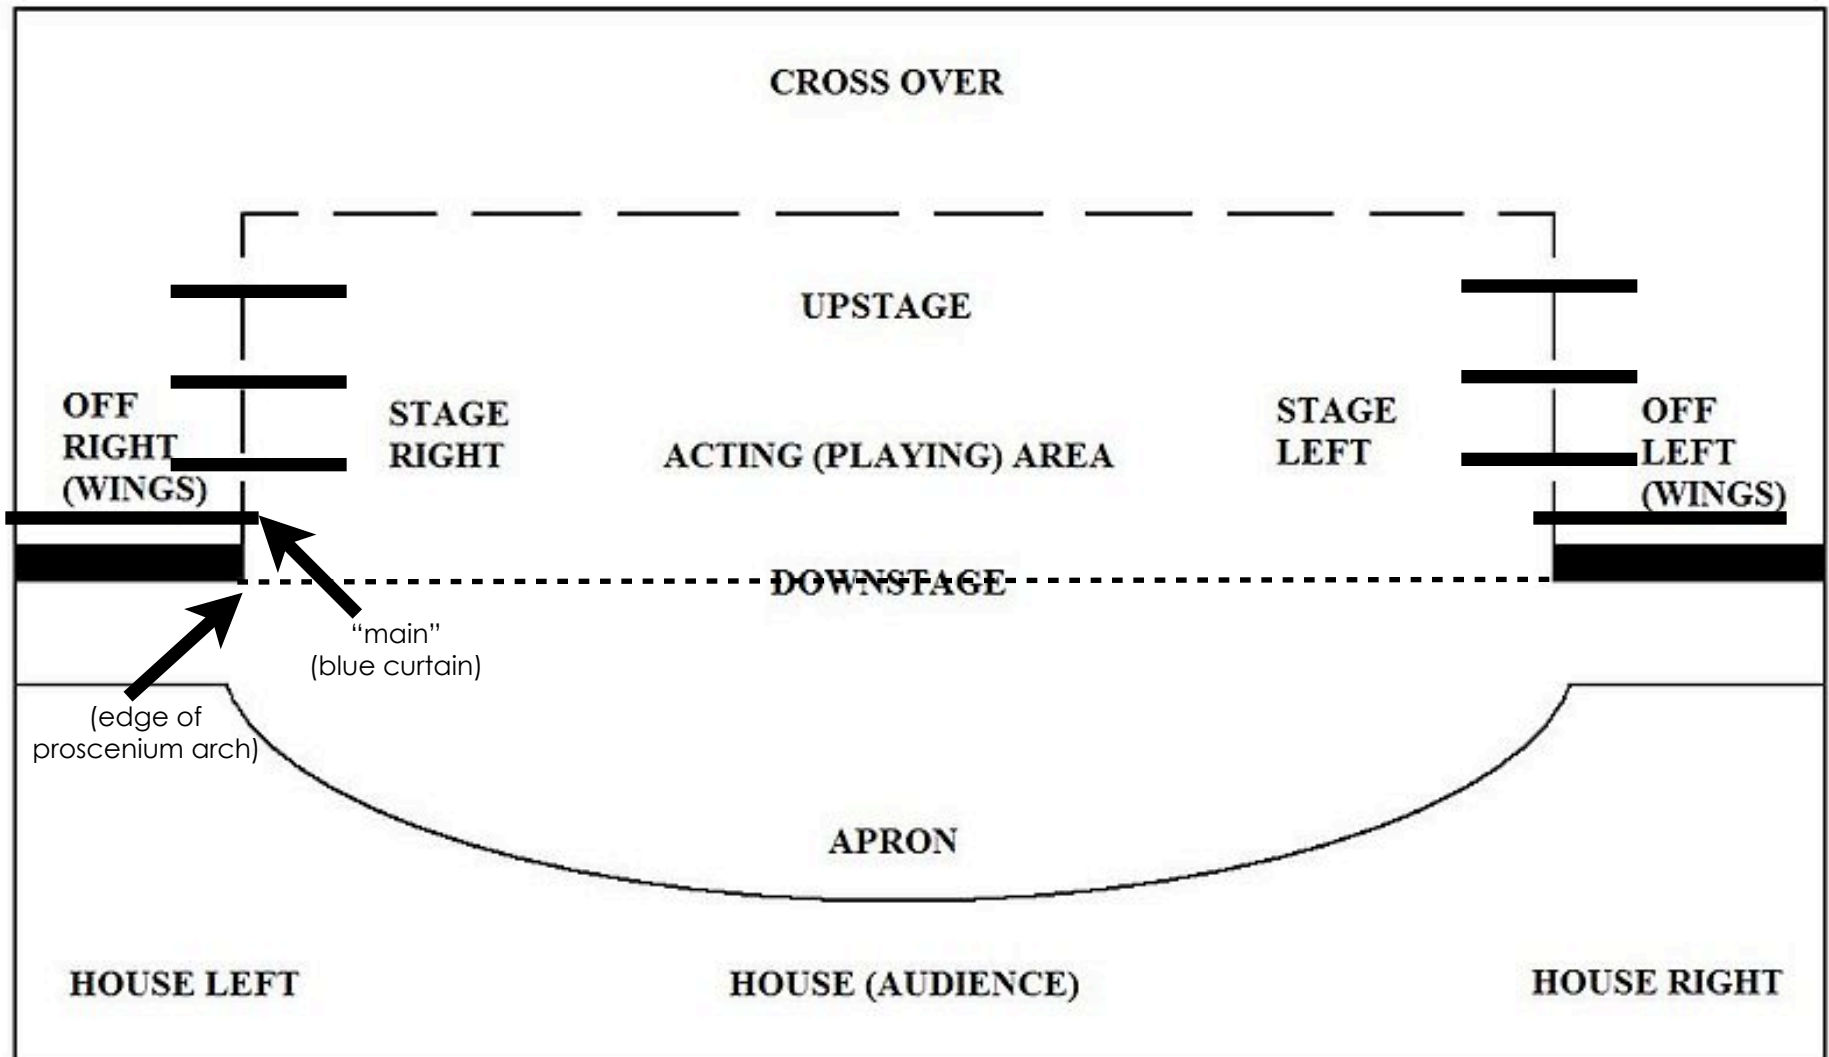 CROSS OVER
UPSTAGE
OFF
RIGHT
(WINGS)
STAGE
RIGHT
ACTING (PLAYING) AREA
STAGE
LEFT
OFF
LEFT
(WINGS)
DOWNSTAGE
“main”
(blue curtain)
(edge of
proscenium arch)
APRON
HOUSE LEFT
HOUSE (AUDIENCE)
HOUSE RIGHT